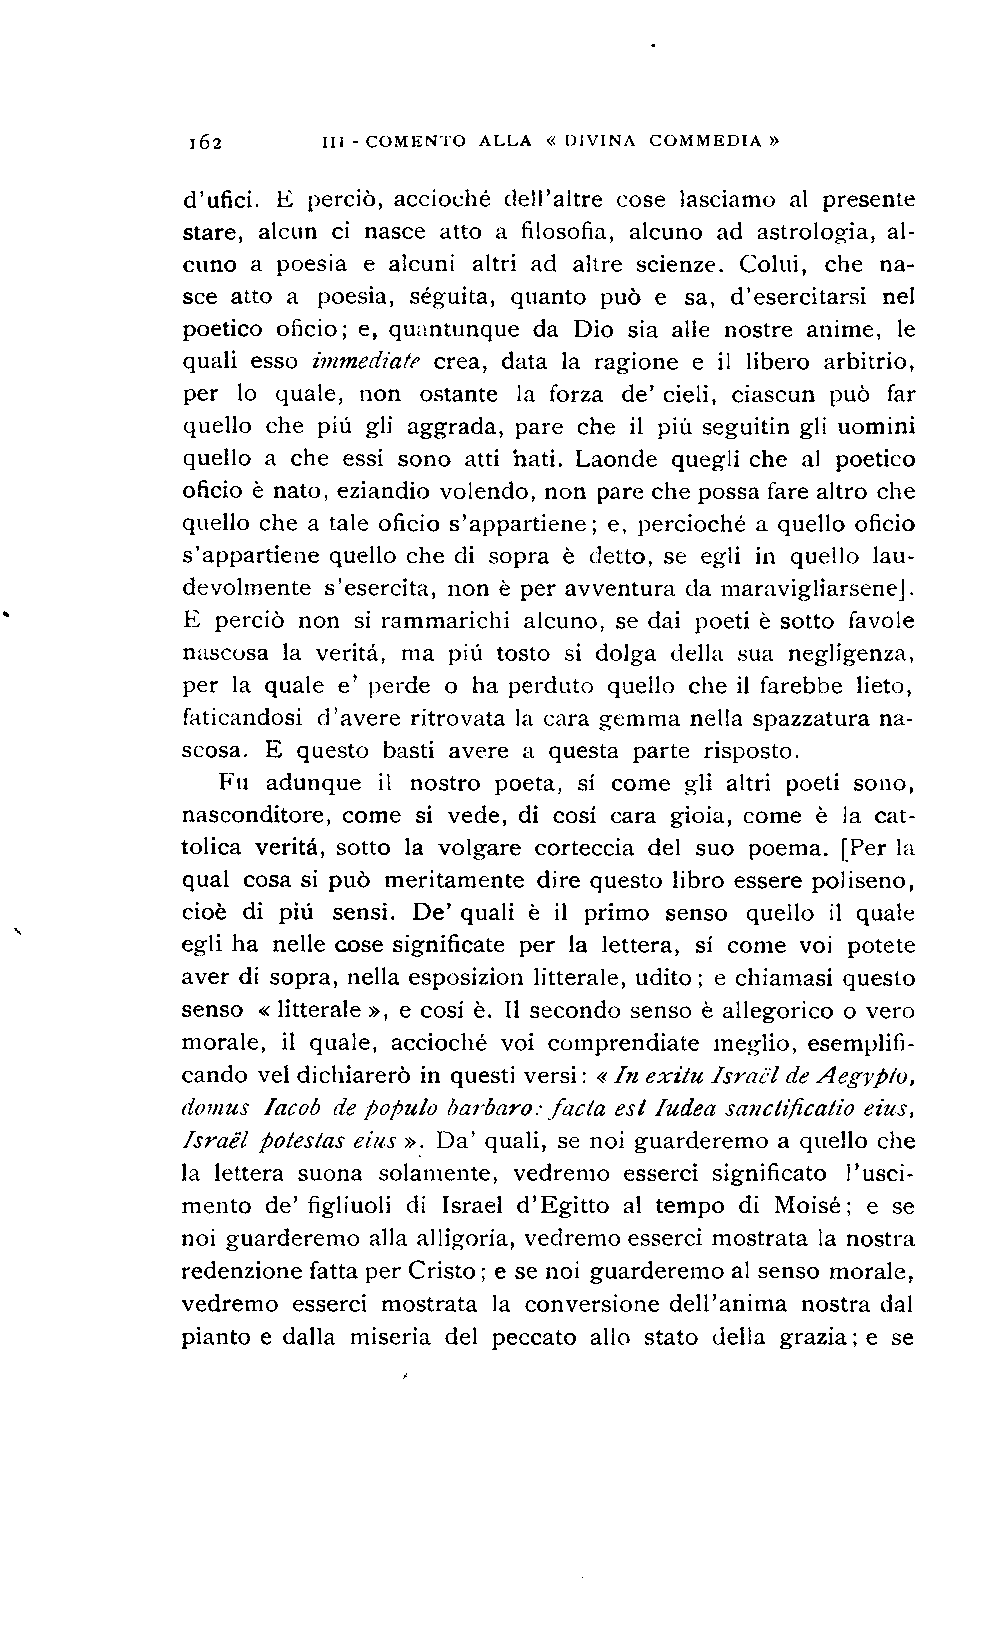 162 III - COMENTO ALLA « DIVINA COMMEDIA »
d'ufici. E perciò, accioché dell'altre cose lasciamo al presente
stare, alcun ci nasce atto a filosofia, alcuno ad astrologia, al-
cuno a poesia e alcuni altri ad altre scienze. Colui, che na-
sce atto a poesia, séguita, quanto può e sa, d'esercitarsi nel
poetico oficio; e, quantunque da Dio sia alle nostre anime, le
quali esso immediate crea, data la ragione e il libero arbitrio,
per lo quale, non ostante la forza de' cieli, ciascun può far
quello che piú gli aggrada, pare che il piú seguitin gli uomini
quello a che essi sono atti nati. Laonde quegli che al poetico
oficio è nato, eziandio volendo, non pare che possa fare altro che
quello che a tale oficio s'appartiene; e, percioché a quello oficio
s'appartiene quello che di sopra è detto, se egli in quello lau-
devolmente s'esercita, non è per avventura da maravigliarsene].
E perciò non si rammarichi alcuno, se dai poeti è sotto favole
nascosa la veritá, ma piú tosto si dolga della sua negligenza,
per la quale e' perde o ha perduto quello che il farebbe lieto,
faticandosi d'avere ritrovata la cara gemma nella spazzatura na-
scosa. E questo basti avere a questa parte risposto.
Fu adunque il nostro poeta, sí come gli altri poeti sono,
nasconditore, come si vede, di cosí cara gioia, come è la cat-
tolica veritá, sotto la volgare corteccia del suo poema. [Per la
qual cosa si può meritamente dire questo libro essere poliseno,
cioè di piú sensi. De' quali è il primo senso quello il quale
egli ha nelle cose significate per la lettera, sí come voi potete
aver di sopra, nella esposizion litterale, udito; e chiamasi questo
senso « litterale », e cosí è. Il secondo senso è allegorico o vero
morale, il quale, accioché voi comprendiate meglio, esemplifi-
cando vel dichiarerò in questi versi: « In exitu Israël de Aegypto,
domus Iacob de populo barbaro: facta est Iudea sanctificatio eius,
Israël potestas eius ». Da' quali, se noi guarderemo a quello che
la lettera suona solamente, vedremo esserci significato l'usci-
mento de' figliuoli di Israel d'Egitto al tempo di Moisé; e se
noi guarderemo alla alligoria, vedremo esserci mostrata la nostra
redenzione fatta per Cristo; e se noi guarderemo al senso morale,
vedremo esserci mostrata la conversione dell'anima nostra dal
pianto e dalla miseria del peccato allo stato della grazia; e se